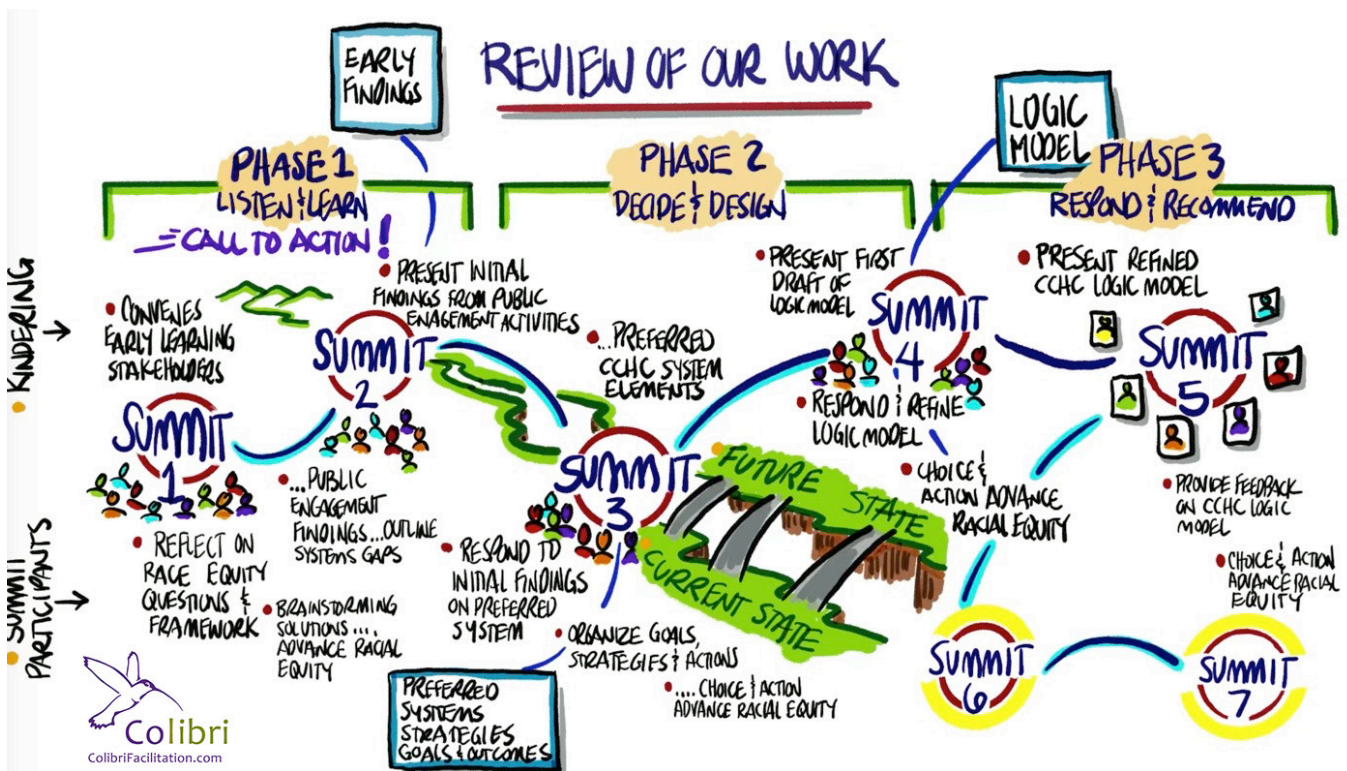 REVIEW OF OUR WORK
EARLY
FINDINGS
LOGIC
MODEL
PHASE 1
LISTEN & LEARN
CALL TO ACTION!
PHASE 2
DECIDE & DESIGN
PHASE 3
RESPOND & RECOMMEND
• KINDERING
• SUMMIT
PARTICIPANTS
• CONVENES
EARLY LEARNING
STAKEHOLDERS
SUMMIT
1
• REFLECT ON
RACE EQUITY
QUESTIONS &
FRAMEWORK
• PRESENT INITIAL
FINDINGS FROM PUBLIC
ENAGEMENT ACTIVITIES
SUMMIT
2
• ...PUBLIC
ENGAGEMENT
FINDINGS...OUTLINE
SYSTEMS GAPS
• BRAINSTORMING
SOLUTIONS ....
ADVANCE RACIAL
EQUITY
• ...PREFERRED
CCHC SYSTEM
ELEMENTS
SUMMIT
3
• RESPOND TO
INITIAL FINDINGS
ON PREFERRED
SYSTEM
• ORGANIZE GOALS,
STRATEGIES & ACTIONS
• .... CHOICE & ACTION
ADVANCE RACIAL EQUITY
PREFERRED
SYSTEMS
STRATEGIES
GOALS & OUTCOMES
• FUTURE
STATE
• CURRENT STATE
• PRESENT FIRST
DRAFT OF
LOGIC MODEL
SUMMIT
4
• RESPOND & REFINE
LOGIC MODEL
• CHOICE &
ACTION ADVANCE
RACIAL EQUITY
• PRESENT REFINED
CCHC LOGIC MODEL
SUMMIT
5
• PROVIDE FEEDBACK
ON CCHC LOGIC
MODEL
• CHOICE & ACTION
ADVANCE RACIAL
EQUITY
SUMMIT
6
SUMMIT
7
Colibri
ColibriFacilitation.com